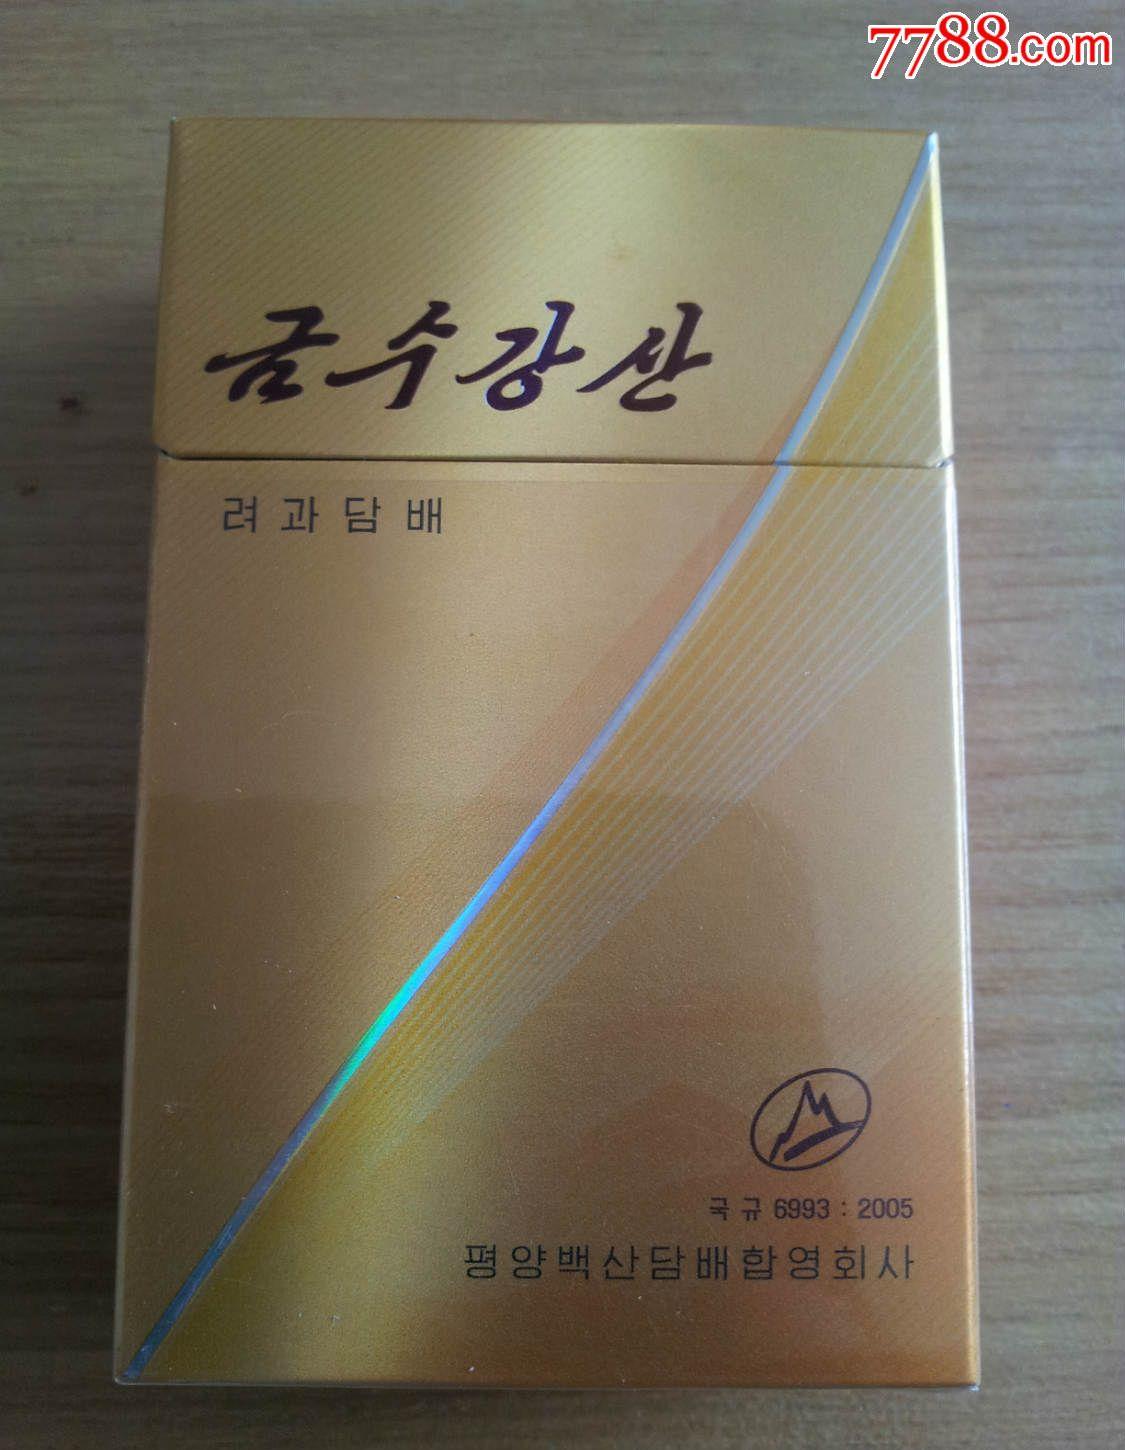 7788.com
금수강산
려과담배
국규 6993 : 2005
평양백산담배합영회사